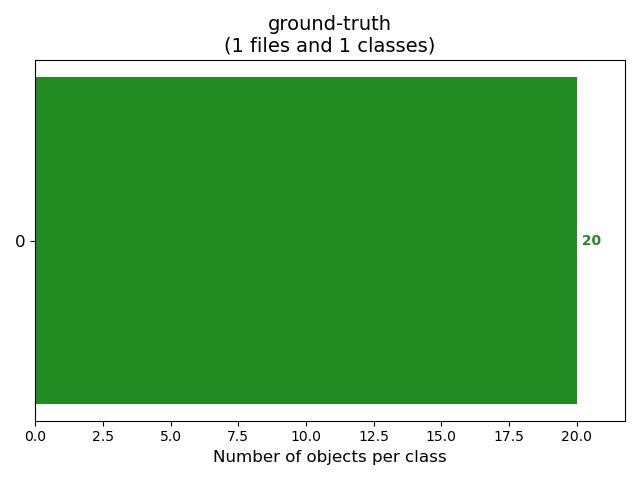 ground-truth
(1 files and 1 classes)
0
20
0.0 2.5 5.0 7.5 10.0 12.5 15.0 17.5 20.0
Number of objects per class